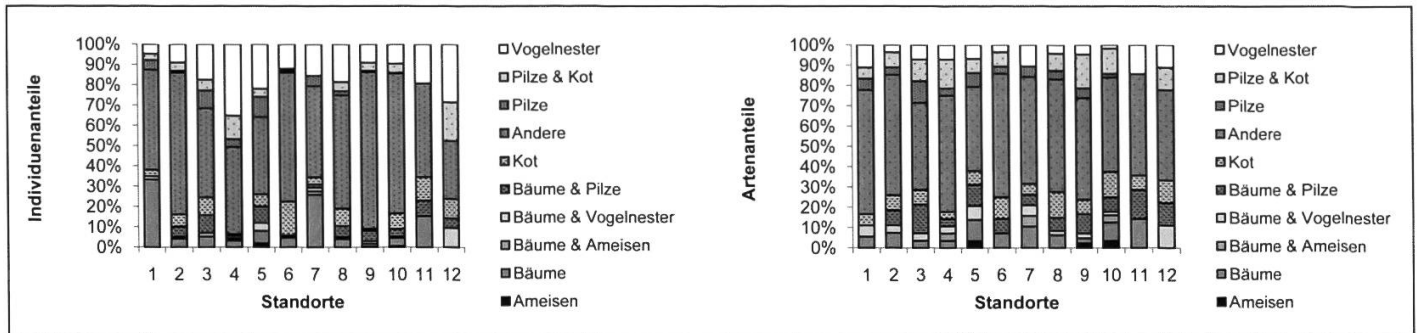 Individuenanteile
100%
90%
80%
70%
60%
50%
40%
30%
20%
10%
0%
1 2 3 4 5 6 7 8 9 10 11 12
Standorte
Vogelnester
Pilze & Kot
Pilze
Andere
Kot
Bäume & Pilze
Bäume & Vogelnester
Bäume & Ameisen
Bäume
Ameisen
Artenanteile
100%
90%
80%
70%
60%
50%
40%
30%
20%
10%
0%
1 2 3 4 5 6 7 8 9 10 11 12
Standorte
Vogelnester
Pilze & Kot
Pilze
Andere
Kot
Bäume & Pilze
Bäume & Vogelnester
Bäume & Ameisen
Bäume
Ameisen